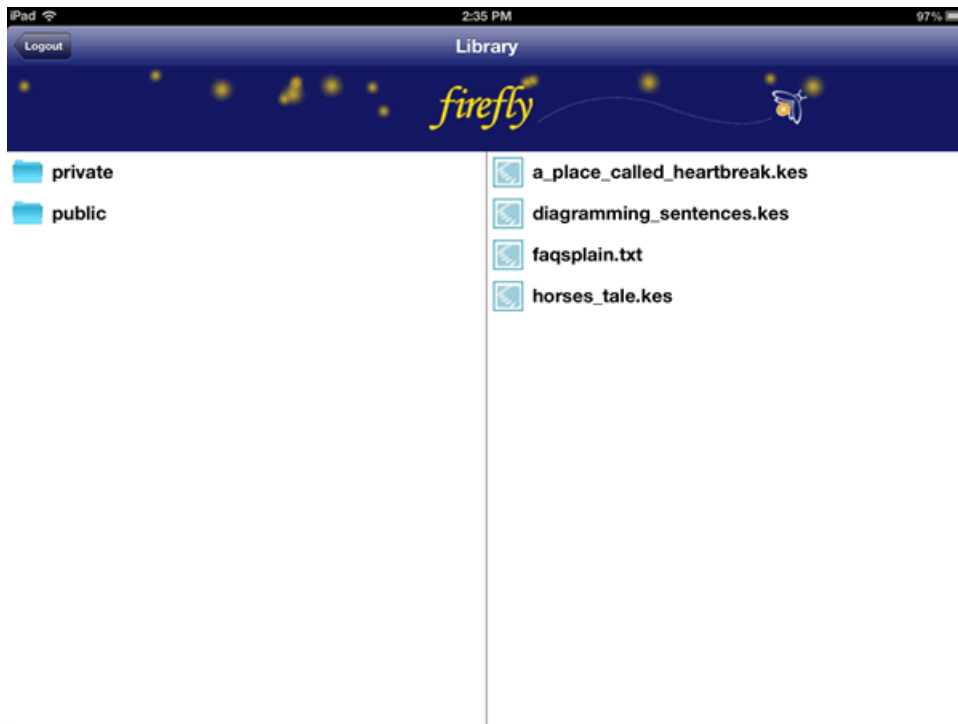 iPad 2:35 PM 97%
Logout Library
firefly
private
public
a_place_called_heartbreak.kes
diagramming_sentences.kes
faqsplain.txt
horses_tale.kes